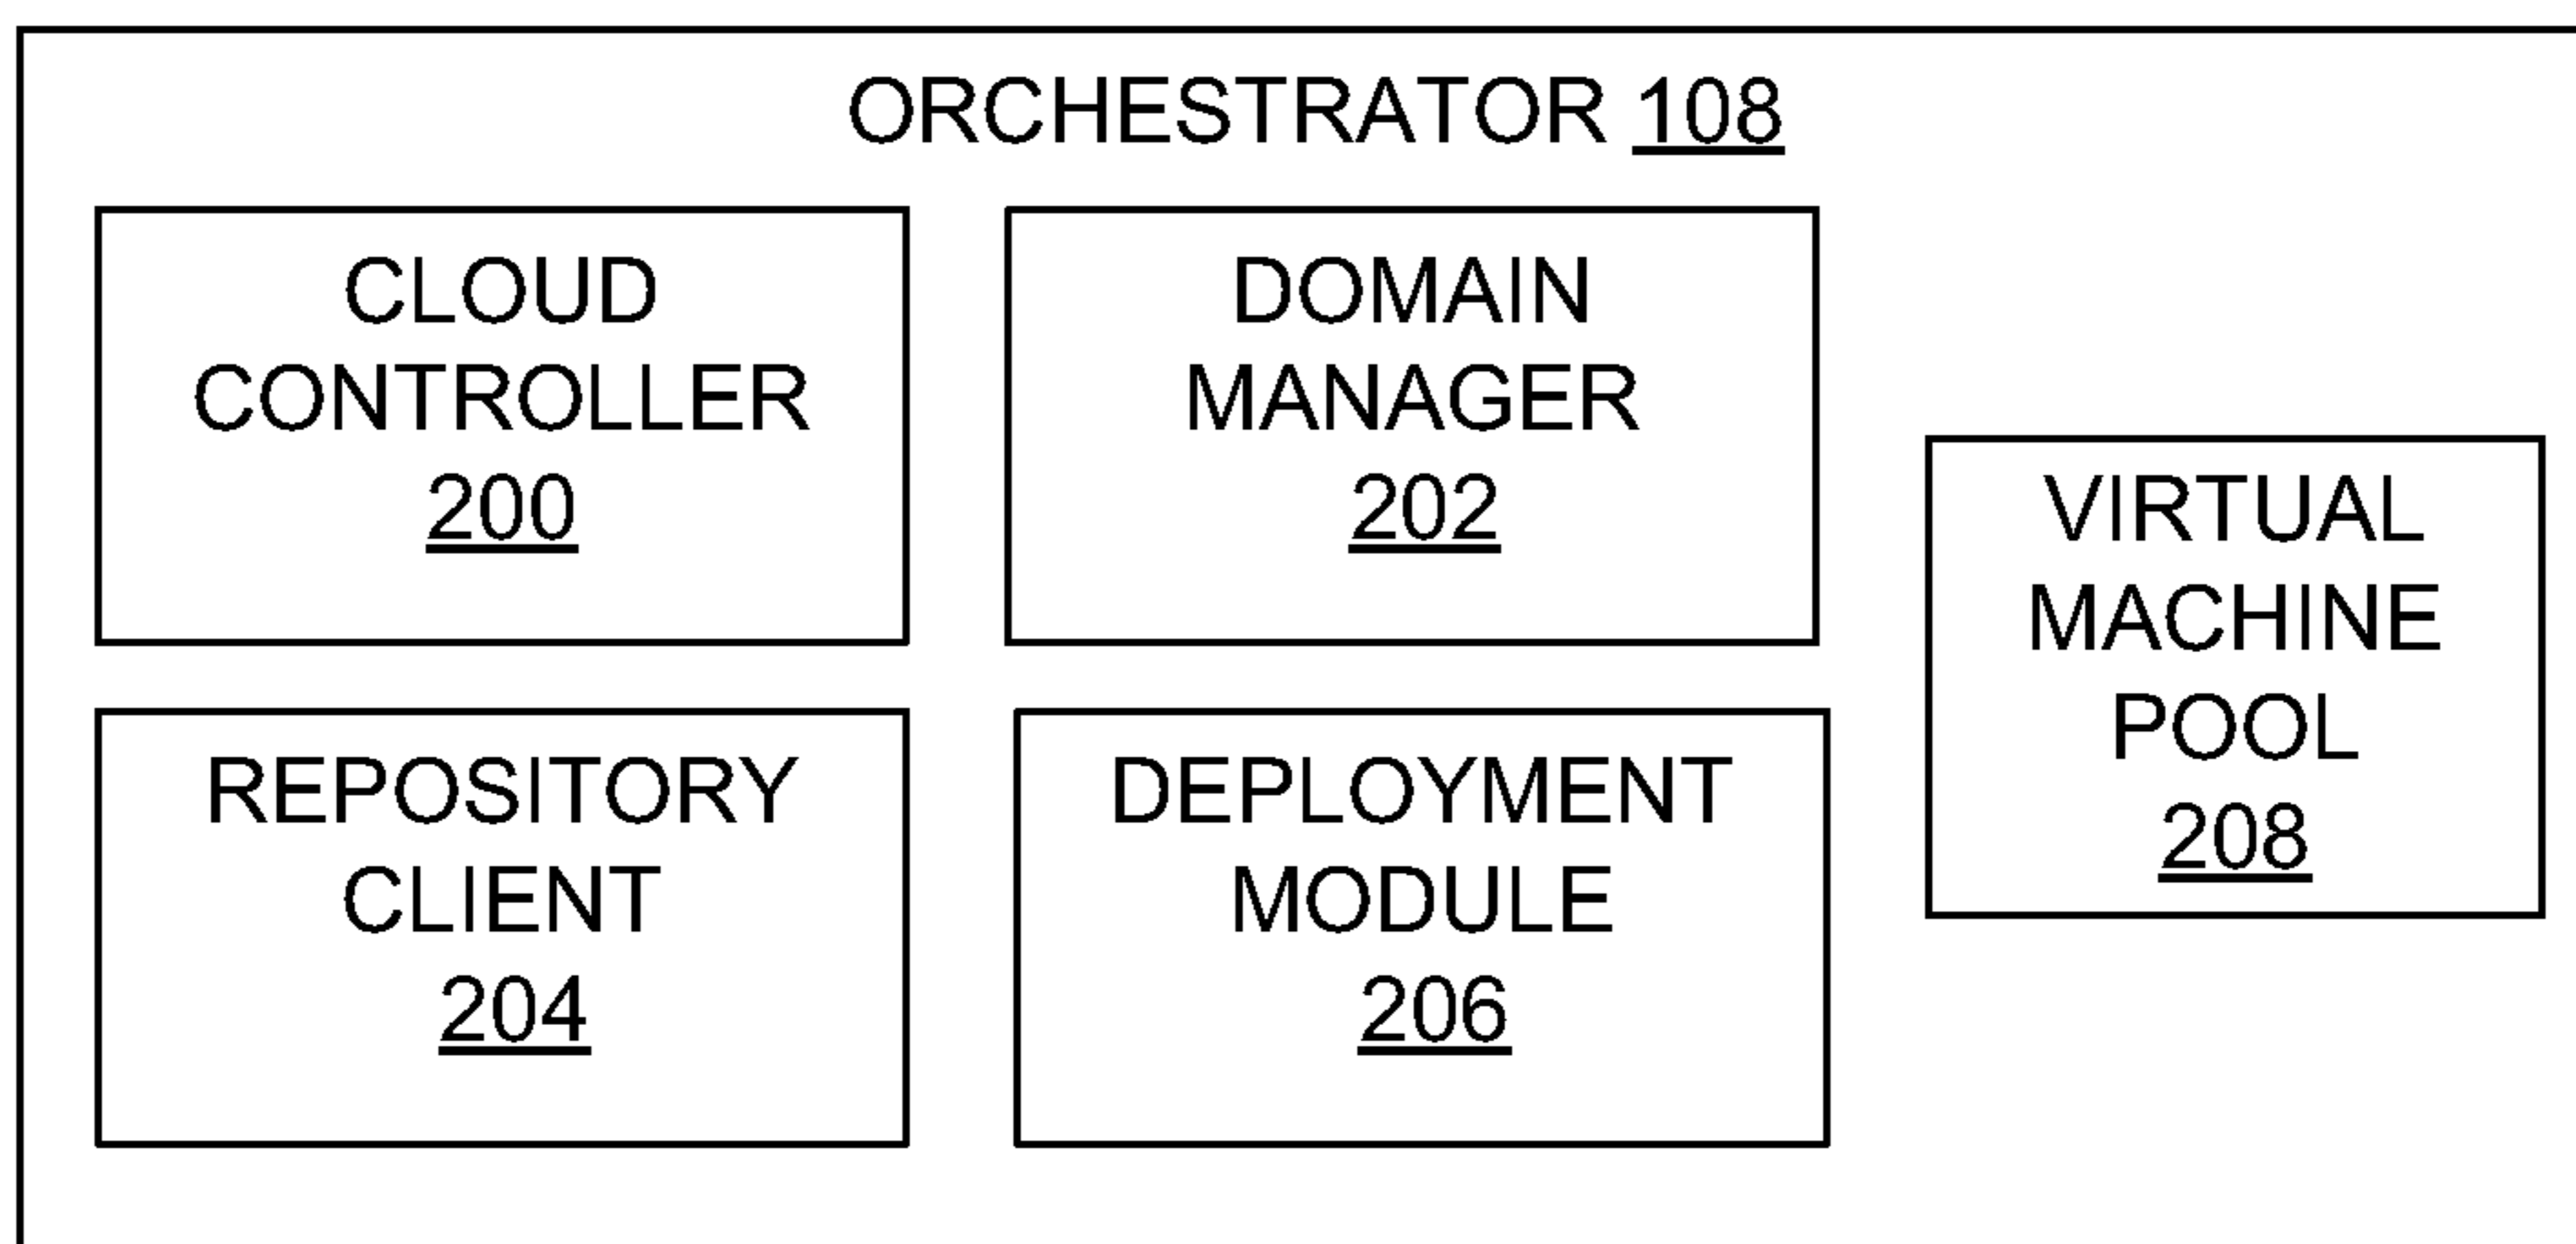 ORCHESTRATOR 108
CLOUD
CONTROLLER
200
DOMAIN
MANAGER
202
REPOSITORY
CLIENT
204
DEPLOYMENT
MODULE
206
VIRTUAL
MACHINE
POOL
208